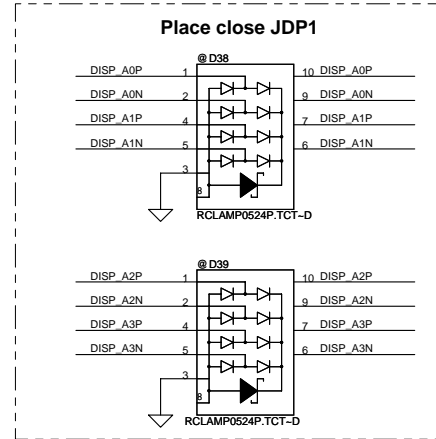 Place close JDP1
@ D38
DISP_A0P 1 10 DISP_A0P
DISP_A0N 2 9 DISP_A0N
DISP_A1P 4 7 DISP_A1P
DISP_A1N 5 6 DISP_A1N
3
8
RCLAMP0524P.TCT~D
@ D39
DISP_A2P 1 10 DISP_A2P
DISP_A2N 2 9 DISP_A2N
DISP_A3P 4 7 DISP_A3P
DISP_A3N 5 6 DISP_A3N
3
8
RCLAMP0524P.TCT~D